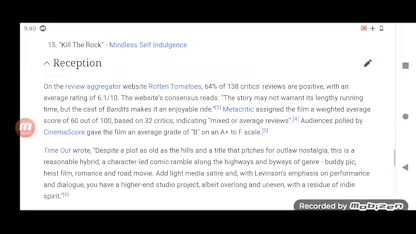 9:40
15. "Kill The Rock" - Mindless Self Indulgence
Reception
On the review aggregator website Rotten Tomatoes, 64% of 138 critics' reviews are positive, with an
average rating of 6.1/10. The website's consensus reads: "The story may not warrant its lengthy running
time, but the cast of Bandits makes it an enjoyable ride."[3] Metacritic assigned the film a weighted average
score of 60 out of 100, based on 32 critics, indicating "mixed or average reviews".[4] Audiences polled by
CinemaScore gave the film an average grade of "B" on an A+ to F scale.[5]
Time Out wrote, "Despite a plot as old as the hills and a title that pitches for outlaw nostalgia, this is a
reasonable hybrid, a character-led comic ramble along the highways and byways of genre - buddy pic,
heist film, romance and road movie. Add light media satire and, with Levinson's emphasis on performance
and dialogue, you have a higher-end studio project, albeit overlong and uneven, with a residue of indie
spirit."[6]
Recorded by Mobizen